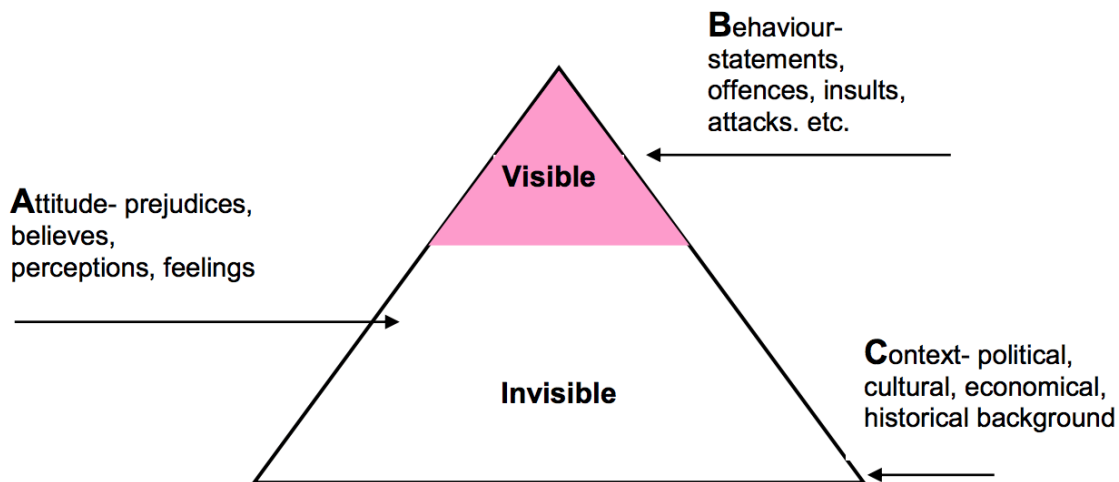 Behaviour-
statements,
offences, insults,
attacks. etc.
Visible
Attitude- prejudices,
believes,
perceptions, feelings
Context- political,
cultural, economical,
historical background
Invisible